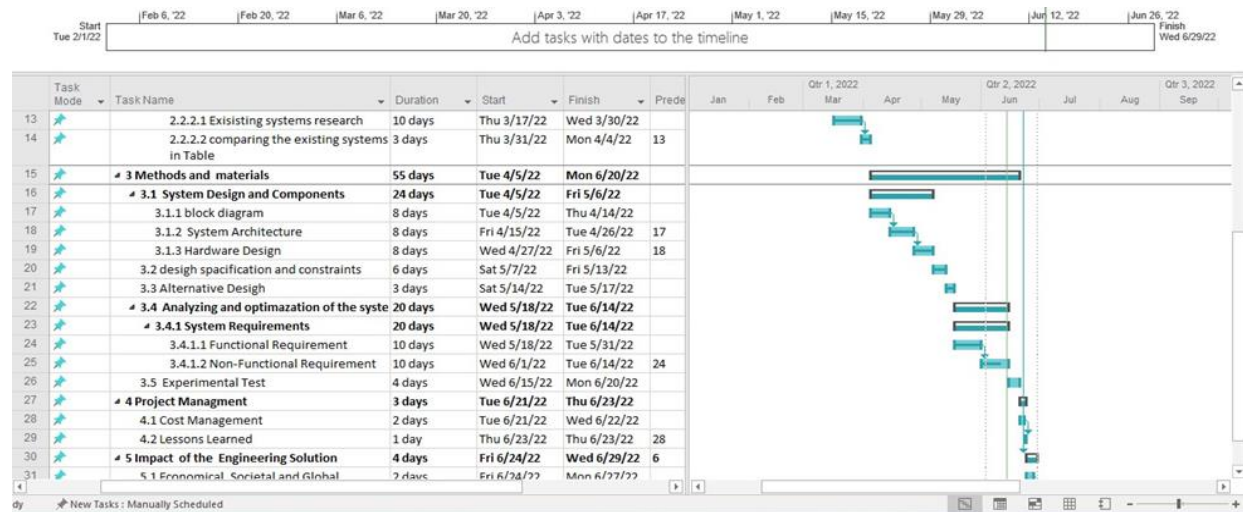 Feb 6, '22 Feb 20, '22 Mar 6, '22 Mar 20, '22 Apr 3, '22 Apr 17, '22 May 1, '22 May 15, '22 May 29, '22 Jun 12, '22 Jun 26, '22
Start
Tue 2/1/22
Add tasks with dates to the timeline
Finish
Wed 6/29/22
Task Mode Task Name Duration Start Finish Prede
Qtr 1, 2022 Qtr 2, 2022 Qtr 3, 2022
Jan Feb Mar Apr May Jun Jul Aug Sep
13 2.2.2.1 Exisisting systems research 10 days Thu 3/17/22 Wed 3/30/22
14 2.2.2.2 comparing the existing systems 3 days Thu 3/31/22 Mon 4/4/22 13
in Table
15 3 Methods and materials 55 days Tue 4/5/22 Mon 6/20/22
16 3.1 System Design and Components 24 days Tue 4/5/22 Fri 5/6/22
17 3.1.1 block diagram 8 days Tue 4/5/22 Thu 4/14/22
18 3.1.2 System Architecture 8 days Fri 4/15/22 Tue 4/26/22 17
19 3.1.3 Hardware Design 8 days Wed 4/27/22 Fri 5/6/22 18
20 3.2 desigh spacification and constraints 6 days Sat 5/7/22 Fri 5/13/22
21 3.3 Alternative Desigh 3 days Sat 5/14/22 Tue 5/17/22
22 3.4 Analyzing and optimazation of the syste 20 days Wed 5/18/22 Tue 6/14/22
23 3.4.1 System Requirements 20 days Wed 5/18/22 Tue 6/14/22
24 3.4.1.1 Functional Requirement 10 days Wed 5/18/22 Tue 5/31/22
25 3.4.1.2 Non-Functional Requirement 10 days Wed 6/1/22 Tue 6/14/22 24
26 3.5 Experimental Test 4 days Wed 6/15/22 Mon 6/20/22
27 4 Project Managment 3 days Tue 6/21/22 Thu 6/23/22
28 4.1 Cost Management 2 days Tue 6/21/22 Wed 6/22/22
29 4.2 Lessons Learned 1 day Thu 6/23/22 Thu 6/23/22 28
30 5 Impact of the Engineering Solution 4 days Fri 6/24/22 Wed 6/29/22 6
31 5.1 Economical, Societal and Global 2 days Fri 6/24/22 Mon 6/27/22
dy New Tasks : Manually Scheduled